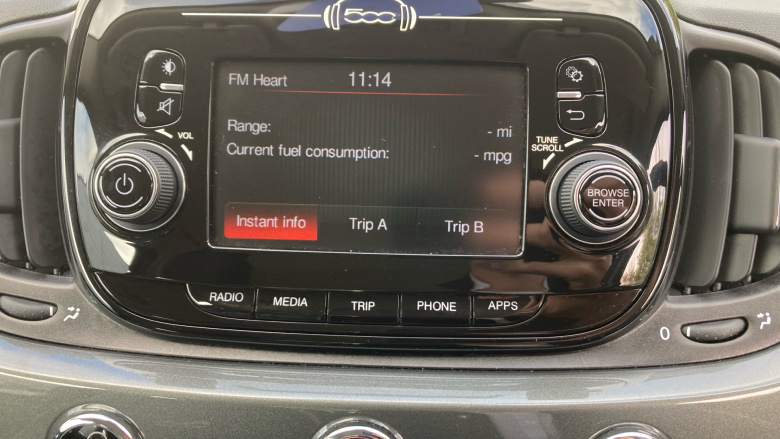 500
FM Heart 11:14
VOL
TUNE
SCROLL
Range: - mi
Current fuel consumption: - mpg
BROWSE
ENTER
Instant info Trip A Trip B
RADIO MEDIA TRIP PHONE APPS
0